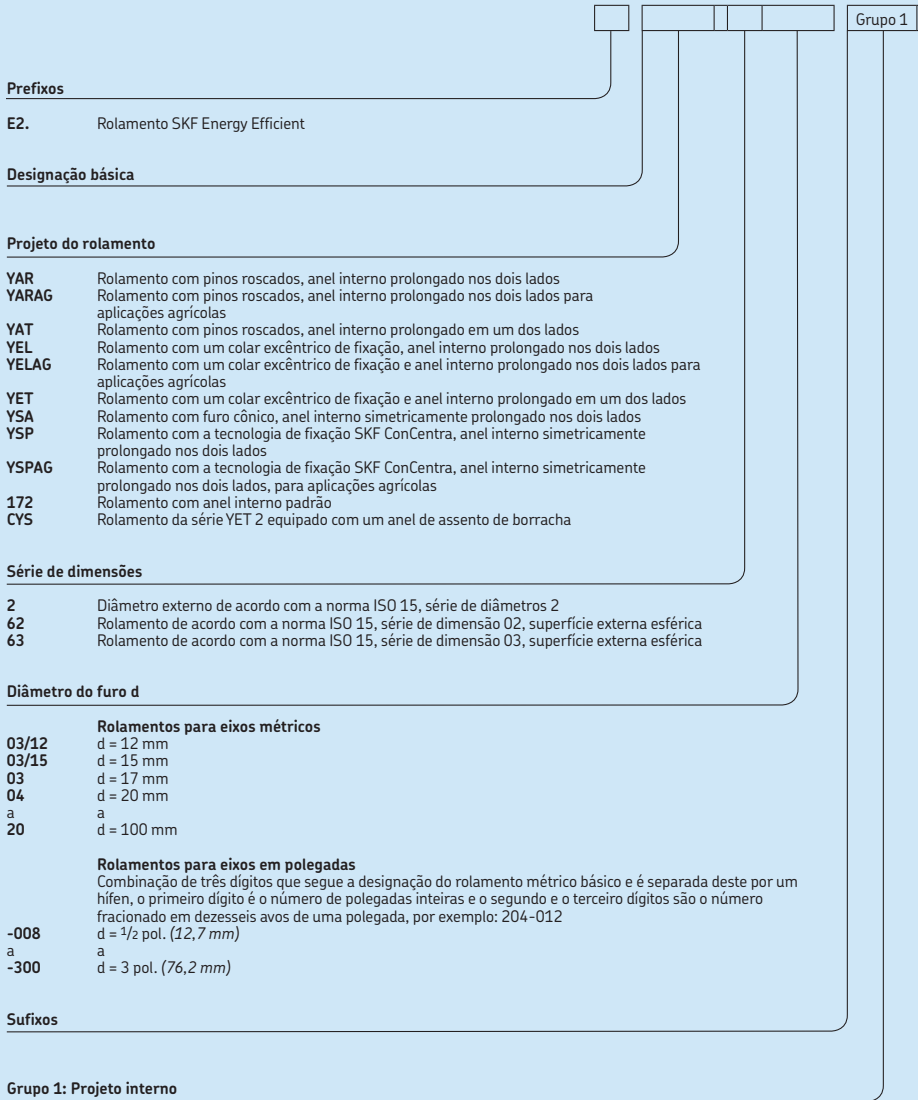 Grupo 1
Prefixos
E2. Rolamento SKF Energy Efficient
Designação básica
Projeto do rolamento
YAR Rolamento com pinos roscados, anel interno prolongado nos dois lados
YARAG Rolamento com pinos roscados, anel interno prolongado nos dois lados para
aplicações agrícolas
YAT Rolamento com pinos roscados, anel interno prolongado em um dos lados
YEL Rolamento com um colar excêntrico de fixação, anel interno prolongado nos dois lados
YELAG Rolamento com um colar excêntrico de fixação e anel interno prolongado nos dois lados para
aplicações agrícolas
YET Rolamento com um colar excêntrico de fixação e anel interno prolongado em um dos lados
YSA Rolamento com furo cônico, anel interno simetricamente prolongado nos dois lados
YSP Rolamento com a tecnologia de fixação SKF ConCentra, anel interno simetricamente
prolongado nos dois lados
YSPAG Rolamento com a tecnologia de fixação SKF ConCentra, anel interno simetricamente
prolongado nos dois lados, para aplicações agrícolas
172 Rolamento com anel interno padrão
CYS Rolamento da série YET 2 equipado com um anel de assento de borracha
Série de dimensões
2 Diâmetro externo de acordo com a norma ISO 15, série de diâmetros 2
62 Rolamento de acordo com a norma ISO 15, série de dimensão 02, superfície externa esférica
63 Rolamento de acordo com a norma ISO 15, série de dimensão 03, superfície externa esférica
Diâmetro do furo d
Rolamentos para eixos métricos
03/12 d = 12 mm
03/15 d = 15 mm
03 d = 17 mm
04 d = 20 mm
a a
20 d = 100 mm
Rolamentos para eixos em polegadas
Combinação de três dígitos que segue a designação do rolamento métrico básico e é separada deste por um
hífen, o primeiro dígito é o número de polegadas inteiras e o segundo e o terceiro dígitos são o número
fracionado em dezesseis avos de uma polegada, por exemplo: 204-012
-008 d = 1/2 pol. (12,7 mm)
a a
-300 d = 3 pol. (76,2 mm)
Sufixos
Grupo 1: Projeto interno